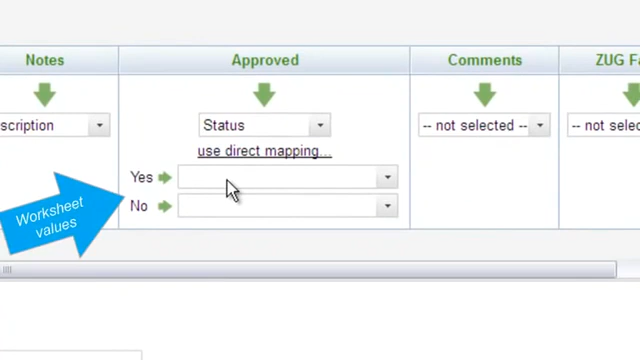 Notes Approved Comments ZUG Fa
scription Status -- not selected -- -- not selec
use direct mapping...
Yes
No
Worksheet
values